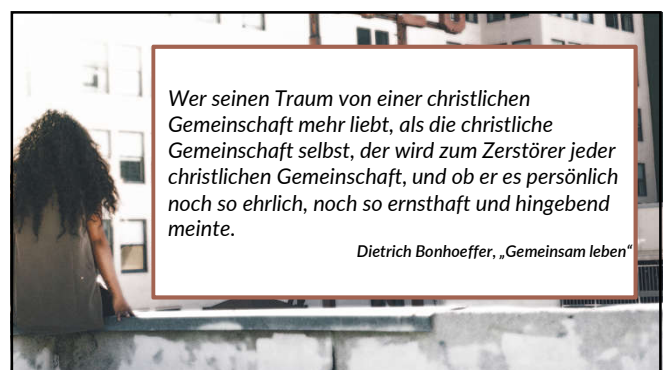 Wer seinen Traum von einer christlichen
Gemeinschaft mehr liebt, als die christliche
Gemeinschaft selbst, der wird zum Zerstörer jeder
christlichen Gemeinschaft, und ob er es persönlich
noch so ehrlich, noch so ernsthaft und hingebend
meinte.
Dietrich Bonhoeffer, „Gemeinsam leben“